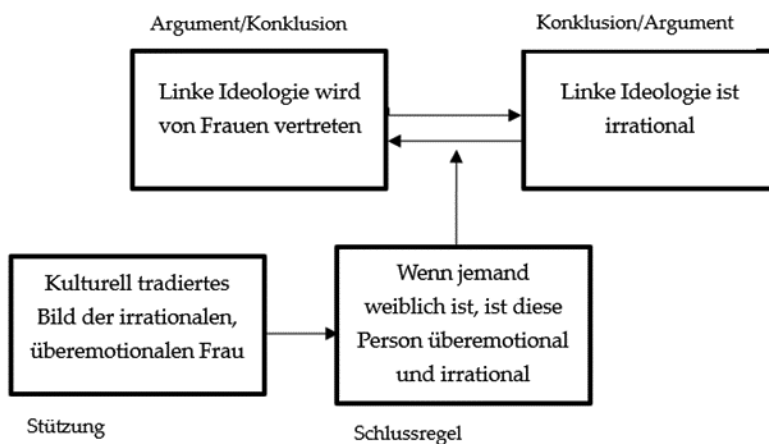 Argument/Konklusion
Konklusion/Argument
Linke Ideologie wird
von Frauen vertreten
Linke Ideologie ist
irrational
Kulturell tradiertes
Bild der irrationalen,
überemotionalen Frau
Wenn jemand
weiblich ist, ist diese
Person überemotional
und irrational
Stützung
Schlussregel